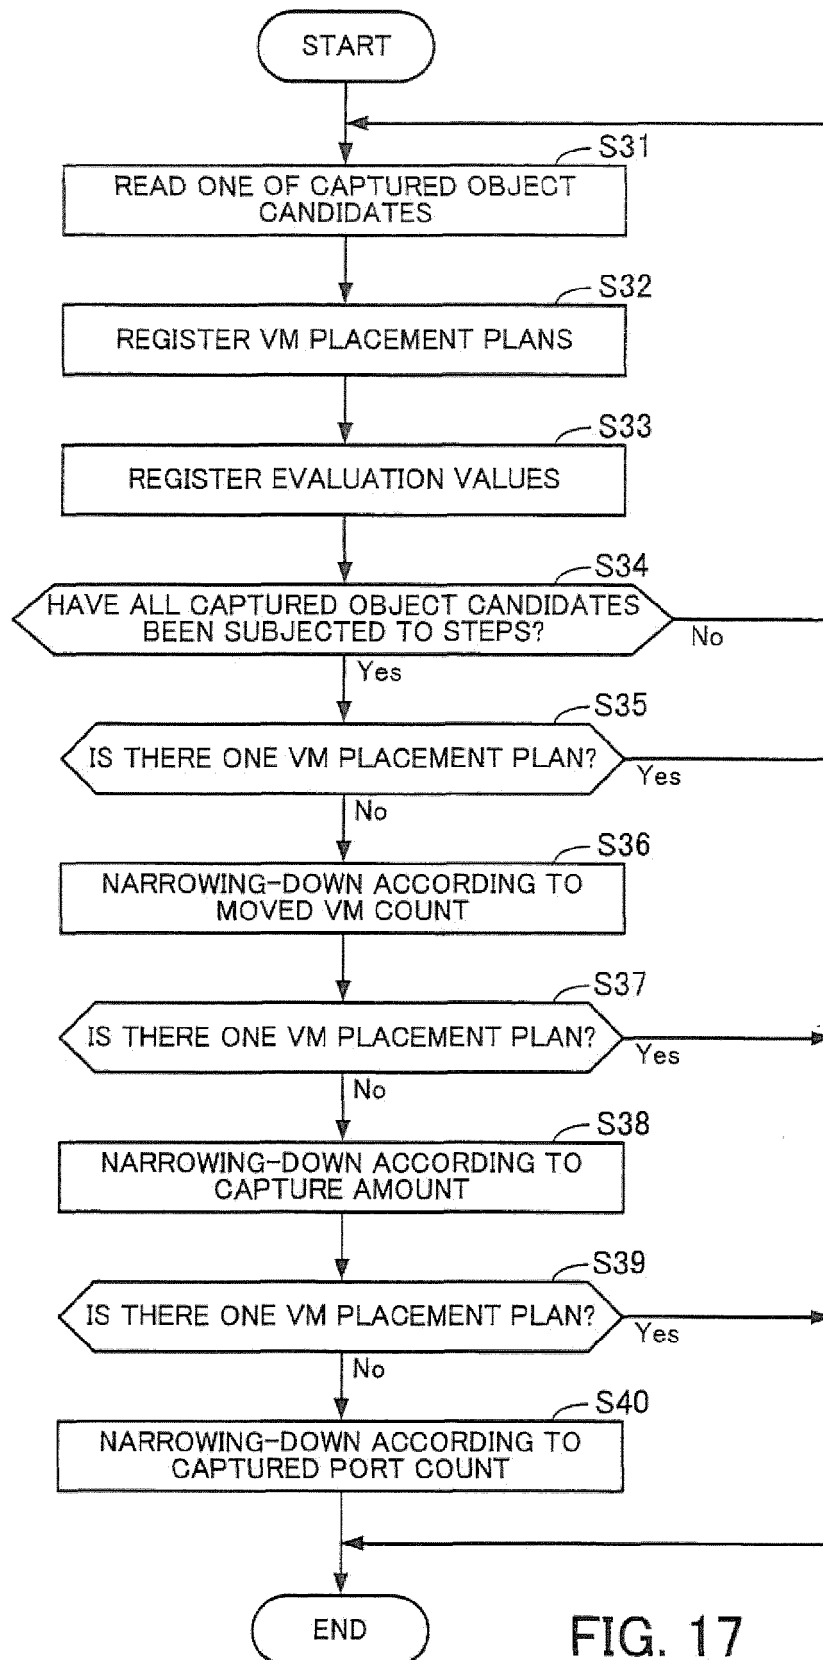 START
S31
READ ONE OF CAPTURED OBJECT
CANDIDATES
S32
REGISTER VM PLACEMENT PLANS
S33
REGISTER EVALUATION VALUES
S34
HAVE ALL CAPTURED OBJECT CANDIDATES
BEEN SUBJECTED TO STEPS?
No
Yes
S35
IS THERE ONE VM PLACEMENT PLAN?
Yes
No
S36
NARROWING-DOWN ACCORDING TO
MOVED VM COUNT
S37
IS THERE ONE VM PLACEMENT PLAN?
Yes
No
S38
NARROWING-DOWN ACCORDING TO
CAPTURE AMOUNT
S39
IS THERE ONE VM PLACEMENT PLAN?
Yes
No
S40
NARROWING-DOWN ACCORDING TO
CAPTURED PORT COUNT
END
FIG. 17